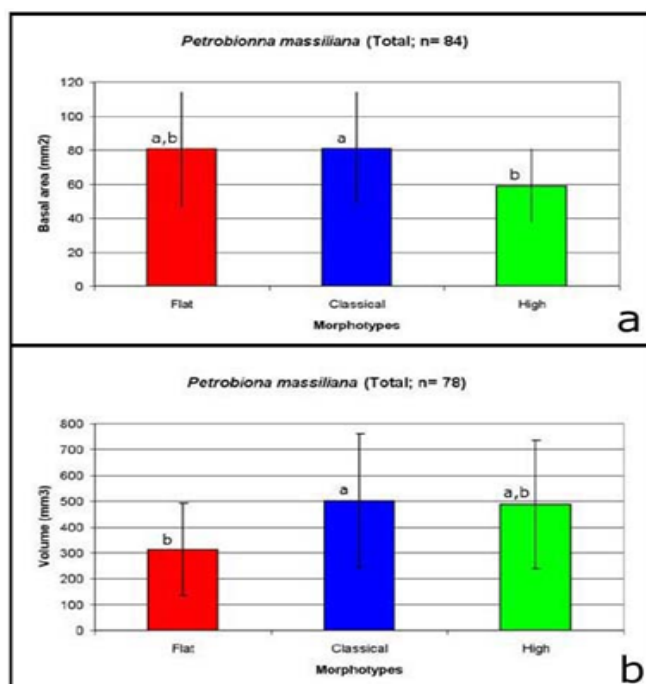 Petrobionna massiliana (Total; n= 84)
120
100
80
60
40
20
0
Basal area (mm2)
a,b
a
b
Flat Classical High
Morphotypes
a
Petrobiona massiliana (Total; n= 78)
800
700
600
500
400
300
200
100
0
Volume (mm3)
b
a
a,b
Flat Classical High
Morphotypes
b